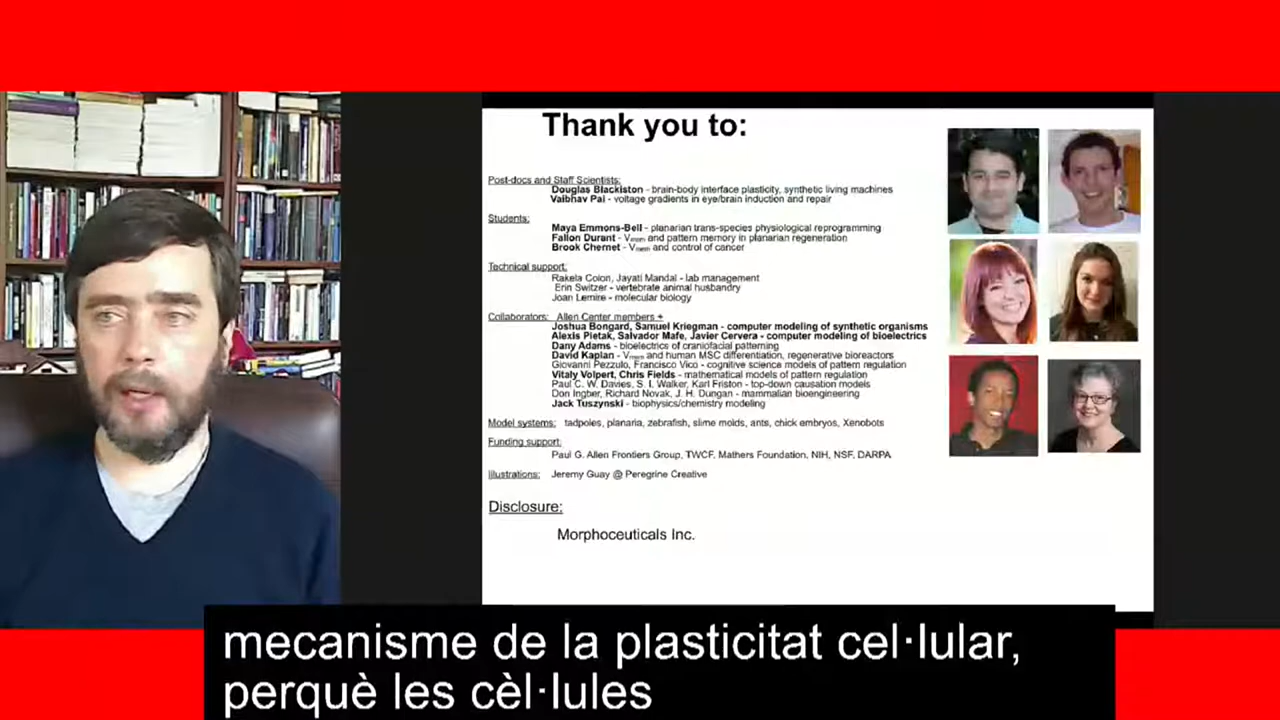 Thank you to:
Post-docs and Staff Scientists:
Douglas Blackiston - brain-body interface plasticity, synthetic living machines
Vaibhav Pai - voltage gradients in eye/brain induction and repair
Students:
Maya Emmons-Bell - planarian trans-species physiological reprogramming
Fallon Durant - Vmem and pattern memory in planarian regeneration
Brook Chernet - Vmem and control of cancer
Technical support:
Rakela Colon, Jayati Mandal - lab management
Erin Switzer - vertebrate animal husbandry
Joan Lemire - molecular biology
Collaborators: Allen Center members +
Joshua Bongard, Samuel Kriegman - computer modeling of synthetic organisms
Alexis Pietak, Salvador Mafe, Javier Cervera - computer modeling of bioelectrics
Dany Adams - bioelectrics of craniofacial patterning
David Kaplan - Vmem and human MSC differentiation, regenerative bioreactors
Giovanni Pezzulo, Francisco Vico - cognitive science models of pattern regulation
Vitaly Volpert, Chris Fields - mathematical models of pattern regulation
Paul C. W. Davies, S. I. Walker, Karl Friston - top-down causation models
Don Ingber, Richard Novak, J. H. Dungan - mammalian bioengineering
Jack Tuszynski - biophysics/chemistry modeling
Model systems: tadpoles, planaria, zebrafish, slime molds, ants, chick embryos, Xenobots
Funding support:
Paul G. Allen Frontiers Group, TWCF, Mathers Foundation, NIH, NSF, DARPA
Illustrations: Jeremy Guay @ Peregrine Creative
Disclosure:
Morphoceuticals Inc.
mecanisme de la plasticitat cel·lular,
perquè les cèl·lules